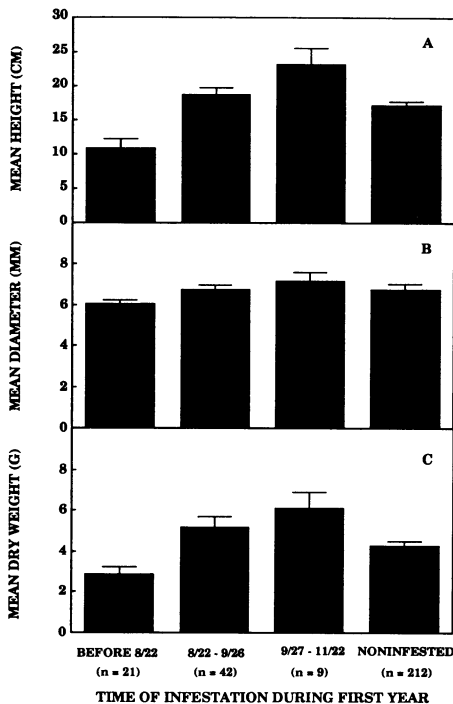 30
25
20
15
10
5
0
MEAN HEIGHT (CM)
A
8
6
4
2
0
MEAN DIAMETER (MM)
B
8
6
4
2
0
MEAN DRY WEIGHT (G)
C
BEFORE 8/22 8/22 - 9/26 9/27 - 11/22 NONINFESTED
(n = 21) (n = 42) (n = 9) (n = 212)
TIME OF INFESTATION DURING FIRST YEAR